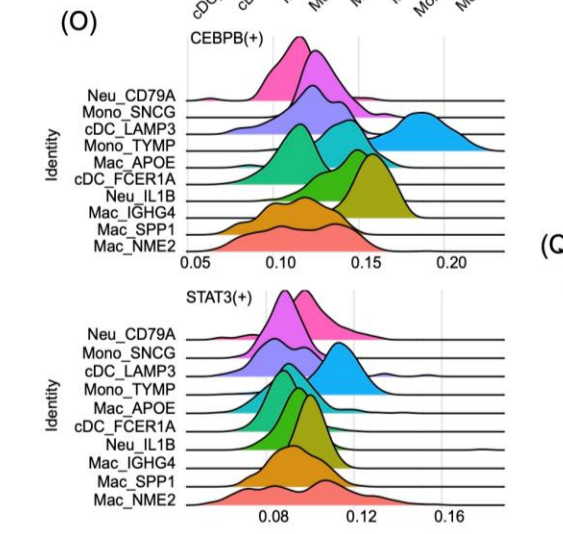 (O)
CEBPB(+)
Identity
Neu_CD79A
Mono_SNCG
cDC_LAMP3
Mono_TYMP
Mac_APOE
cDC_FCER1A
Neu_IL1B
Mac_IGHG4
Mac_SPP1
Mac_NME2
0.05 0.10 0.15 0.20
(Q
STAT3(+)
Identity
Neu_CD79A
Mono_SNCG
cDC_LAMP3
Mono_TYMP
Mac_APOE
cDC_FCER1A
Neu_IL1B
Mac_IGHG4
Mac_SPP1
Mac_NME2
0.08 0.12 0.16